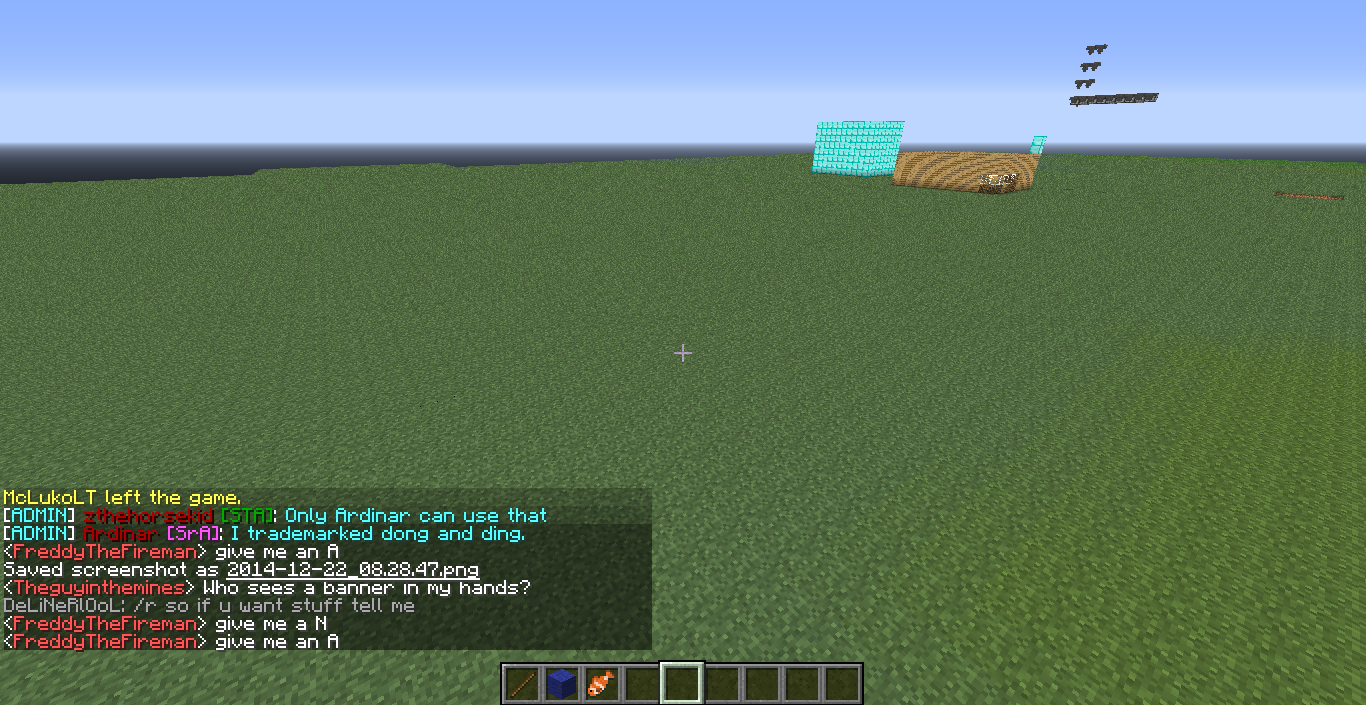 McLukoLT left the game.
[ADMIN] zthehorsekid [STA]: Only Ardinar can use that
[ADMIN] Ardinar [SrA]: I trademarked dong and ding.
<FreddyTheFireman> give me an A
Saved screenshot as 2014-12-22_08.28.47.png
<Theguyinthemines> Who sees a banner in my hands?
DeLiNeRlOoL: /r so if u want stuff tell me
<FreddyTheFireman> give me a N
<FreddyTheFireman> give me an A